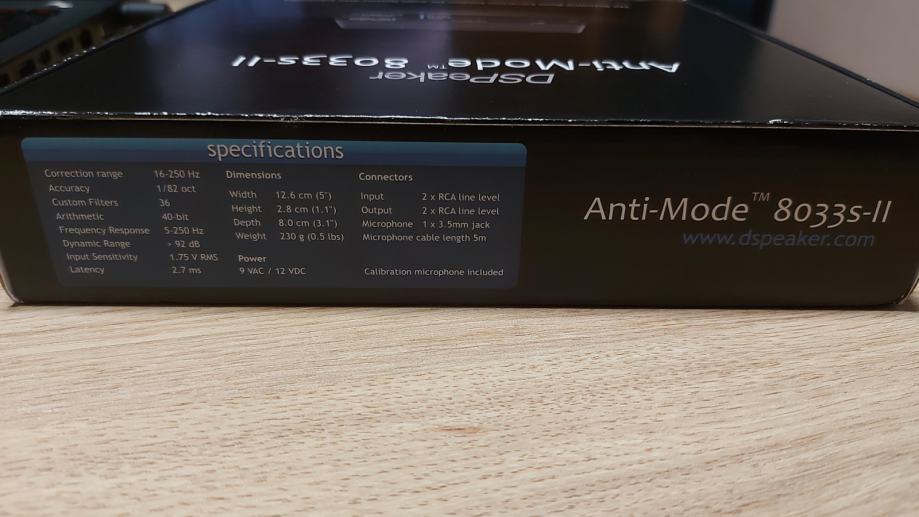 DSPeaker
Anti-Mode™ 8033s-II
specifications
Correction range 16-250 Hz
Accuracy 1/82 oct
Custom Filters 36
Arithmetic 40-bit
Frequency Response 5-250 Hz
Dynamic Range > 92 dB
Input Sensitivity 1.75 V RMS
Latency 2.7 ms
Dimensions
Width 12.6 cm (5")
Height 2.8 cm (1.1")
Depth 8.0 cm (3.1")
Weight 230 g (0.5 lbs)
Power
9 VAC / 12 VDC
Connectors
Input 2 x RCA line level
Output 2 x RCA line level
Microphone 1 x 3.5mm jack
Microphone cable length 5m
Calibration microphone included
Anti-Mode™ 8033s-II
www.dspeaker.com